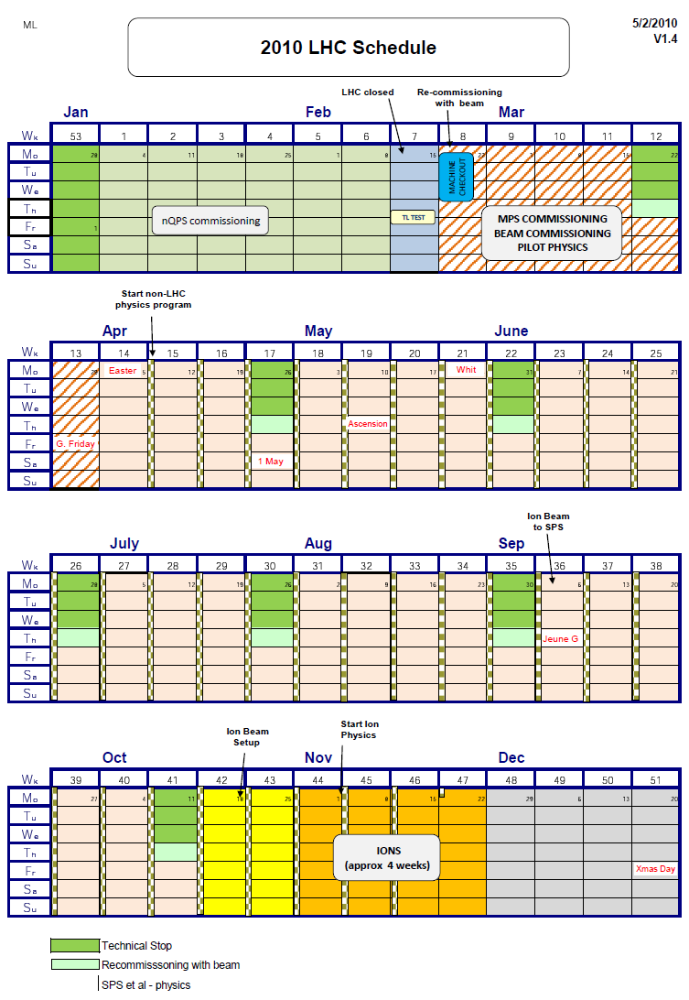 ML
5/2/2010
V1.4
2010 LHC Schedule
LHC closed
Re-commissioning
with beam
Jan Feb Mar
Wk 53 1 2 3 4 5 6 7 8 9 10 11 12
Mo 28 4 11 18 25 1 8 15 22 1 8 15 22
Tu
We
Th
Fr 1
Sa
Su
nQPS commissioning
TL TEST
MACHINE
CHECKOUT
MPS COMMISSIONING
BEAM COMMISSIONING
PILOT PHYSICS
Start non-LHC
physics program
Apr May June
Wk 13 14 15 16 17 18 19 20 21 22 23 24 25
Mo 29 Easter 5 12 19 26 3 10 17 Whit 31 7 14 21
Tu
We
Th Ascension
Fr G. Friday
Sa 1 May
Su
Ion Beam
to SPS
July Aug Sep
Wk 26 27 28 29 30 31 32 33 34 35 36 37 38
Mo 28 5 12 19 26 2 9 16 23 30 6 13 20
Tu
We
Th Jeune G
Fr
Sa
Su
Ion Beam
Setup
Start Ion
Physics
Oct Nov Dec
Wk 39 40 41 42 43 44 45 46 47 48 49 50 51
Mo 27 4 11 18 25 1 8 15 22 29 6 13 20
Tu
We
Th
Fr Xmas Day
Sa
Su
IONS
(approx 4 weeks)
Technical Stop
Recommisssoning with beam
SPS et al - physics